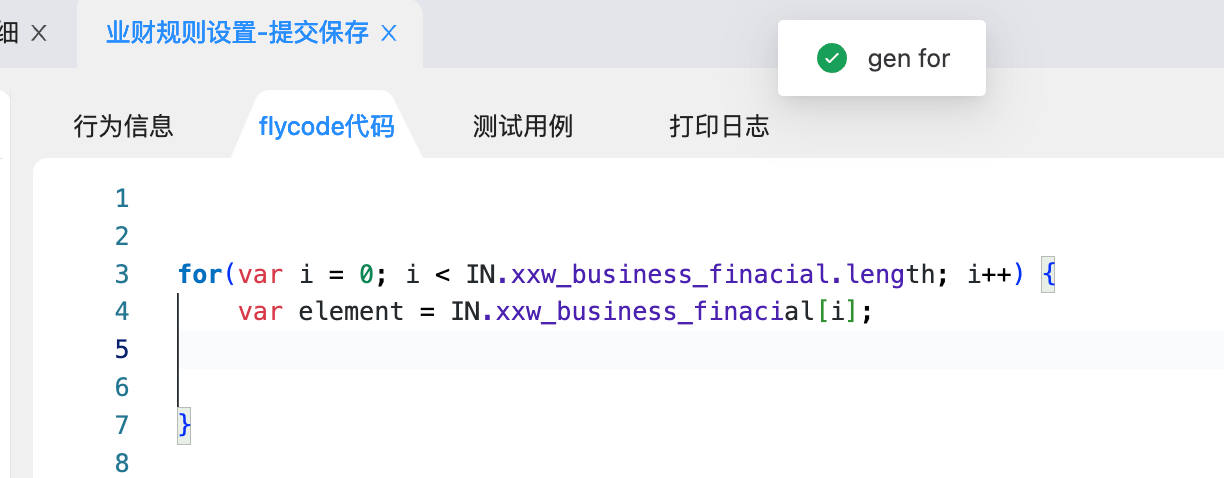 细 X 业财规则设置-提交保存 X
gen for
行为信息 flycode代码 测试用例 打印日志
1
2
3 for(var i = 0; i < IN.xxw_business_finacial.length; i++) {
4 var element = IN.xxw_business_finacial[i];
5
6
7 }
8